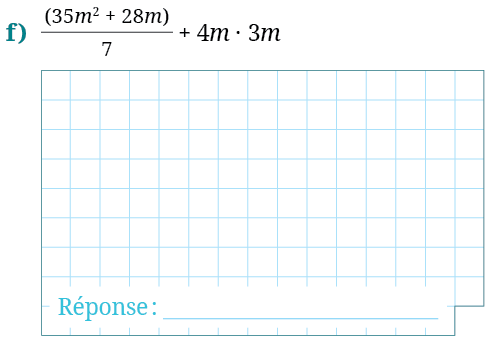 f) (35m² + 28m)
7
+ 4m · 3m
Réponse :